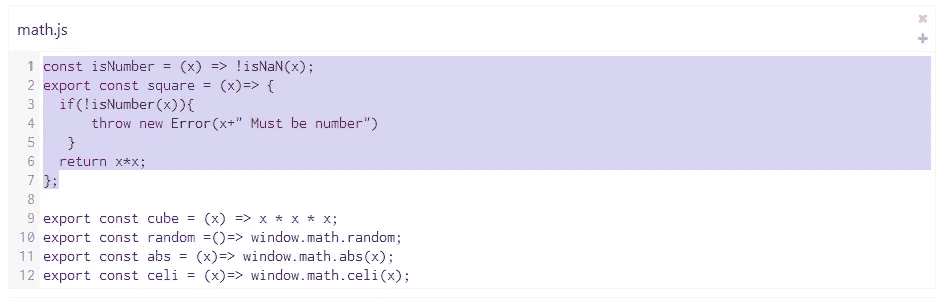 math.js
1 const isNumber = (x) => !isNaN(x);
2 export const square = (x)=> {
3   if(!isNumber(x)){
4       throw new Error(x+" Must be number")
5    }
6   return x*x;
7 };
8
9 export const cube = (x) => x * x * x;
10 export const random =()=> window.math.random;
11 export const abs = (x)=> window.math.abs(x);
12 export const celi = (x)=> window.math.celi(x);